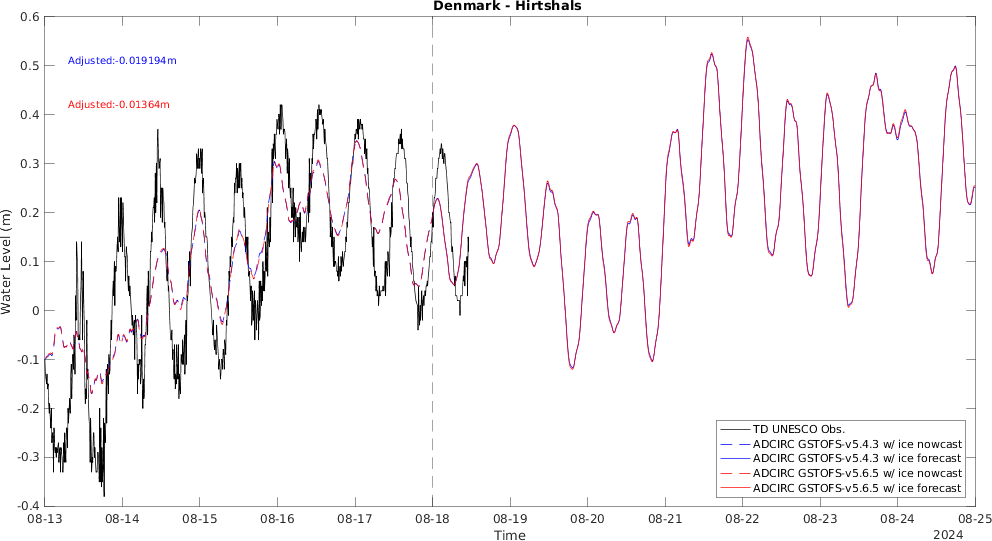 Denmark - Hirtshals
0.6
0.5
0.4
0.3
0.2
0.1
0
-0.1
-0.2
-0.3
-0.4
Water Level (m)
Adjusted:-0.019194m
Adjusted:-0.01364m
TD UNESCO Obs.
ADCIRC GSTOFS-v5.4.3 w/ ice nowcast
ADCIRC GSTOFS-v5.4.3 w/ ice forecast
ADCIRC GSTOFS-v5.6.5 w/ ice nowcast
ADCIRC GSTOFS-v5.6.5 w/ ice forecast
08-13 08-14 08-15 08-16 08-17 08-18 08-19 08-20 08-21 08-22 08-23 08-24 08-25
Time
2024